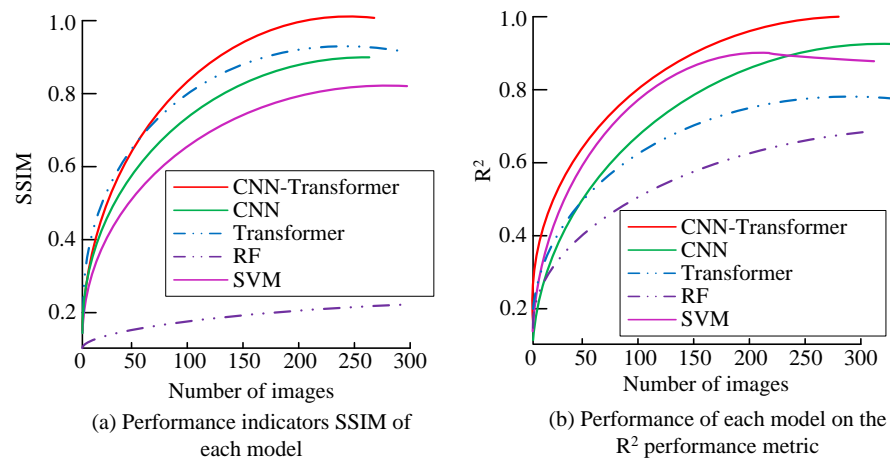 1.0
0.8
0.6
0.4
0.2
SSIM
CNN-Transformer
CNN
Transformer
RF
SVM
0 50 100 150 200 250 300
Number of images
(a) Performance indicators SSIM of
each model
1.0
0.8
0.6
0.4
0.2
R²
CNN-Transformer
CNN
Transformer
RF
SVM
0 50 100 150 200 250 300
Number of images
(b) Performance of each model on the
R² performance metric